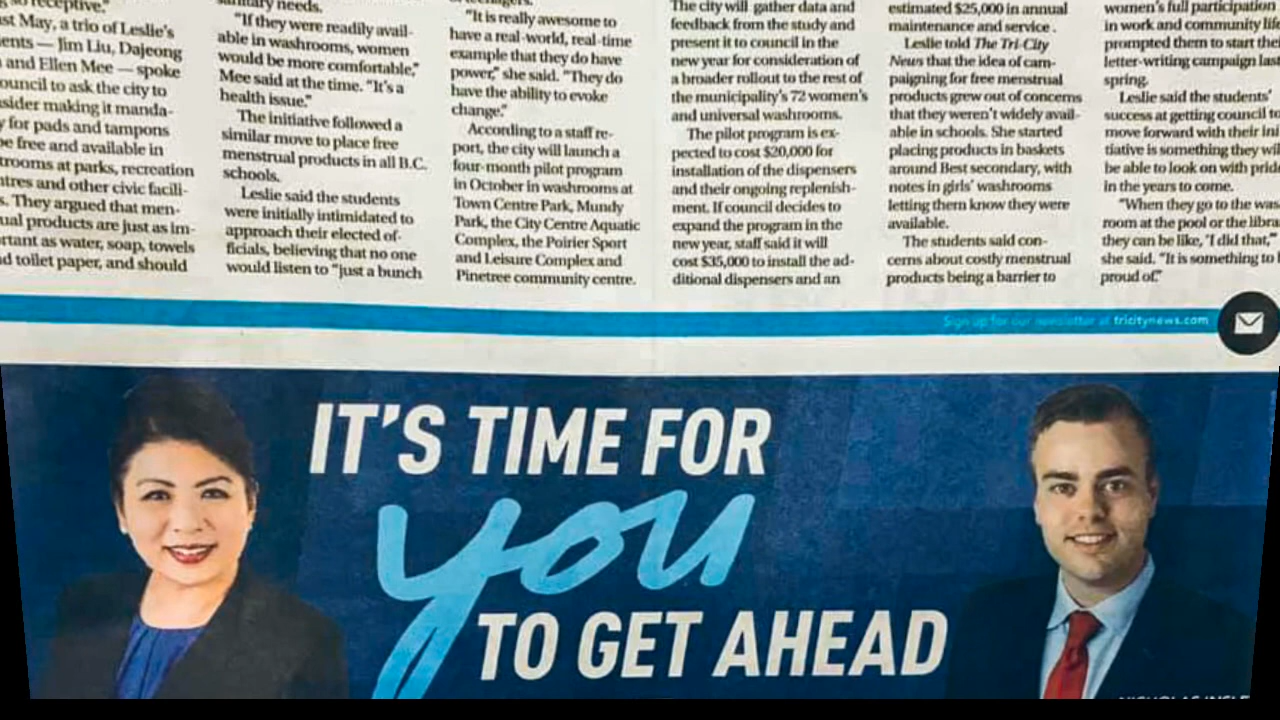 so receptive."
st May, a trio of Leslie's
ents — Jim Liu, Dajeong
and Ellen Mee — spoke
ouncil to ask the city to
sider making it manda-
y for pads and tampons
be free and available in
trooms at parks, recreation
ntres and other civic facili-
s. They argued that men-
ual products are just as im-
rtant as water, soap, towels
d toilet paper, and should
sanitary needs.
"If they were readily avail-
able in washrooms, women
would be more comfortable,"
Mee said at the time. "It's a
health issue."
The initiative followed a
similar move to place free
menstrual products in all B.C.
schools.
Leslie said the students
were initially intimidated to
approach their elected of-
ficials, believing that no one
would listen to "just a bunch
teenagers.
"It is really awesome to
have a real-world, real-time
example that they do have
power," she said. "They do
have the ability to evoke
change."
According to a staff re-
port, the city will launch a
four-month pilot program
in October in washrooms at
Town Centre Park, Mundy
Park, the City Centre Aquatic
Complex, the Poirier Sport
and Leisure Complex and
Pinetree community centre.
The city will gather data and
feedback from the study and
present it to council in the
new year for consideration of
a broader rollout to the rest of
the municipality's 72 women's
and universal washrooms.
The pilot program is ex-
pected to cost $20,000 for
installation of the dispensers
and their ongoing replenish-
ment. If council decides to
expand the program in the
new year, staff said it will
cost $35,000 to install the ad-
ditional dispensers and an
estimated $25,000 in annual
maintenance and service .
Leslie told The Tri-City
News that the idea of cam-
paigning for free menstrual
products grew out of concerns
that they weren't widely avail-
able in schools. She started
placing products in baskets
around Best secondary, with
notes in girls' washrooms
letting them know they were
available.
The students said con-
cerns about costly menstrual
products being a barrier to
women's full participation
in work and community life
prompted them to start thei
letter-writing campaign last
spring.
Leslie said the students'
success at getting council to
move forward with their ini
tiative is something they wil
be able to look on with prid
in the years to come.
"When they go to the was
room at the pool or the libra
they can be like, 'I did that,'"
she said. "It is something to
proud of."
Sign up for our newsletter at tricitynews.com
IT'S TIME FOR
you
TO GET AHEAD